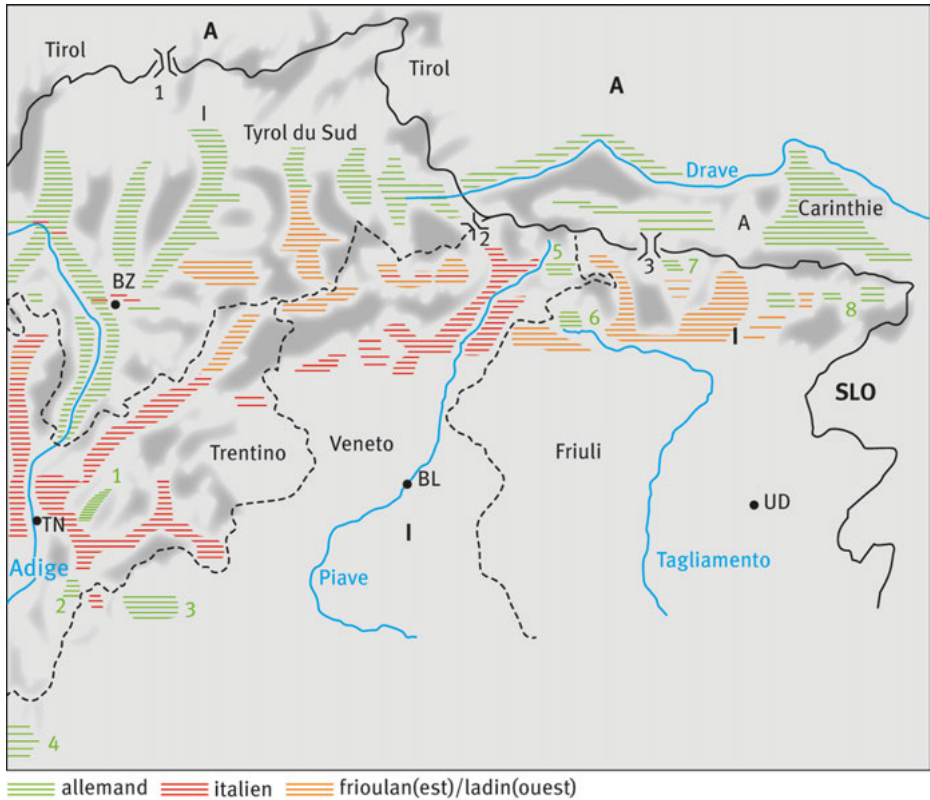 A
Tirol
Tirol
A
1
I
Tyrol du Sud
Drave
Carinthie
A
2
5
3
7
BZ
8
6
I
SLO
Trentino
Veneto
Friuli
1
BL
UD
TN
I
Adige
Piave
Tagliamento
2
3
4
allemand italien frioulan(est)/ladin(ouest)